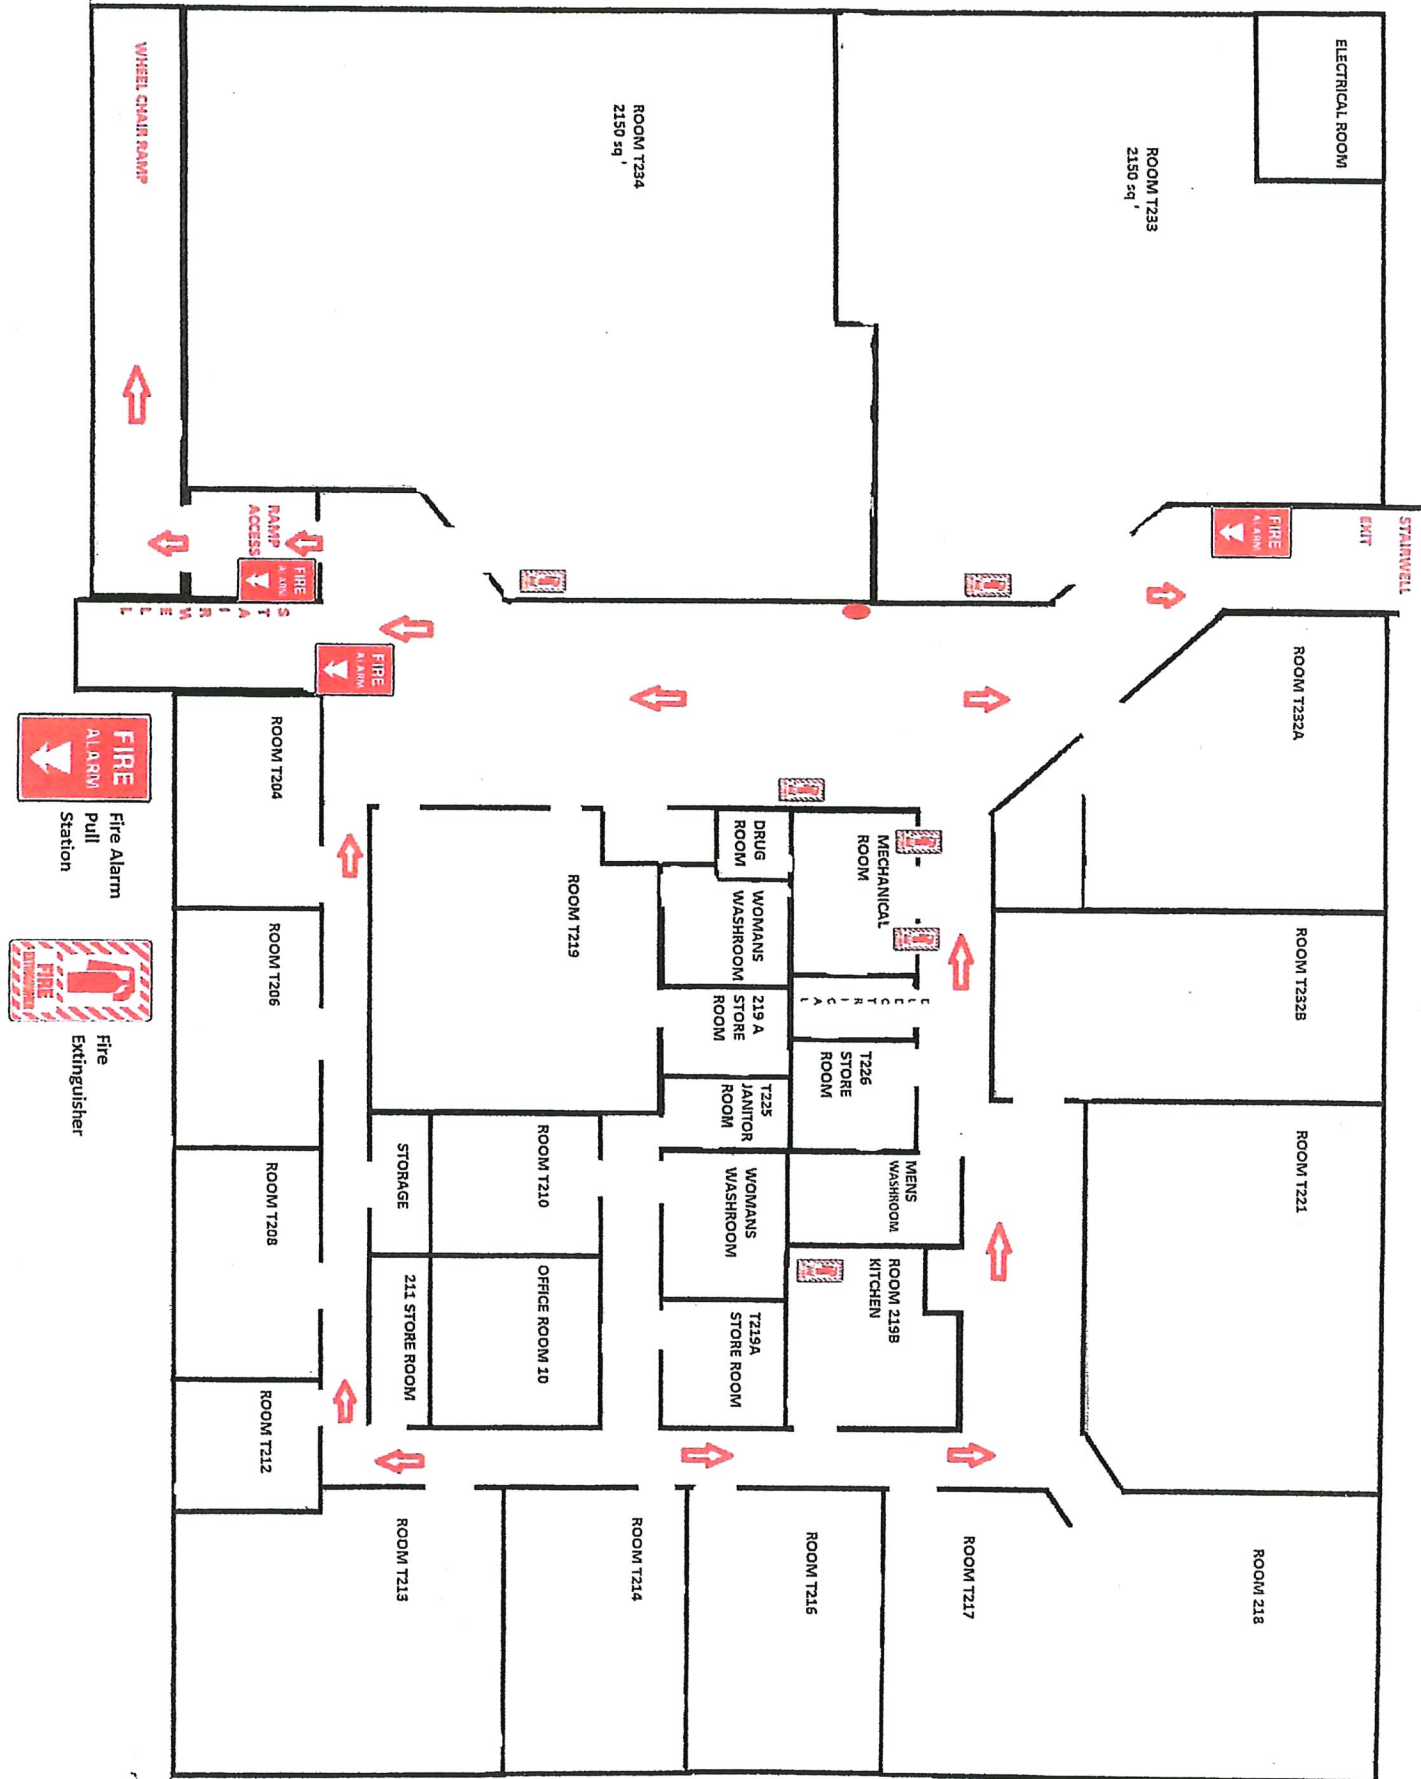 STAIRWELL
EXIT
ELECTRICAL ROOM
ROOM T232A
ROOM T232B
ROOM T221
ROOM 218
FIRE
ALARM
ROOM T233
2150 sq '
ROOM T217
MECHANICAL
ROOM
ELECTRICAL
T226
STORE
ROOM
MENS
WASHROOM
ROOM 219B
KITCHEN
ROOM T216
DRUG
ROOM
WOMANS
WASHROOM
219 A
STORE
ROOM
T225
JANITOR
ROOM
WOMANS
WASHROOM
T219A
STORE ROOM
ROOM T234
2150 sq '
ROOM T214
ROOM T219
ROOM T210
OFFICE ROOM 10
STORAGE
211 STORE ROOM
ROOM T213
FIRE
ALARM
FIRE
ALARM
RAMP
ACCESS
STAIRWELL
ROOM T204
ROOM T206
ROOM T208
ROOM T212
WHEEL CHAIR RAMP
FIRE
ALARM
Fire Alarm
Pull
Station
FIRE
EXTINGUISHER
Fire
Extinguisher